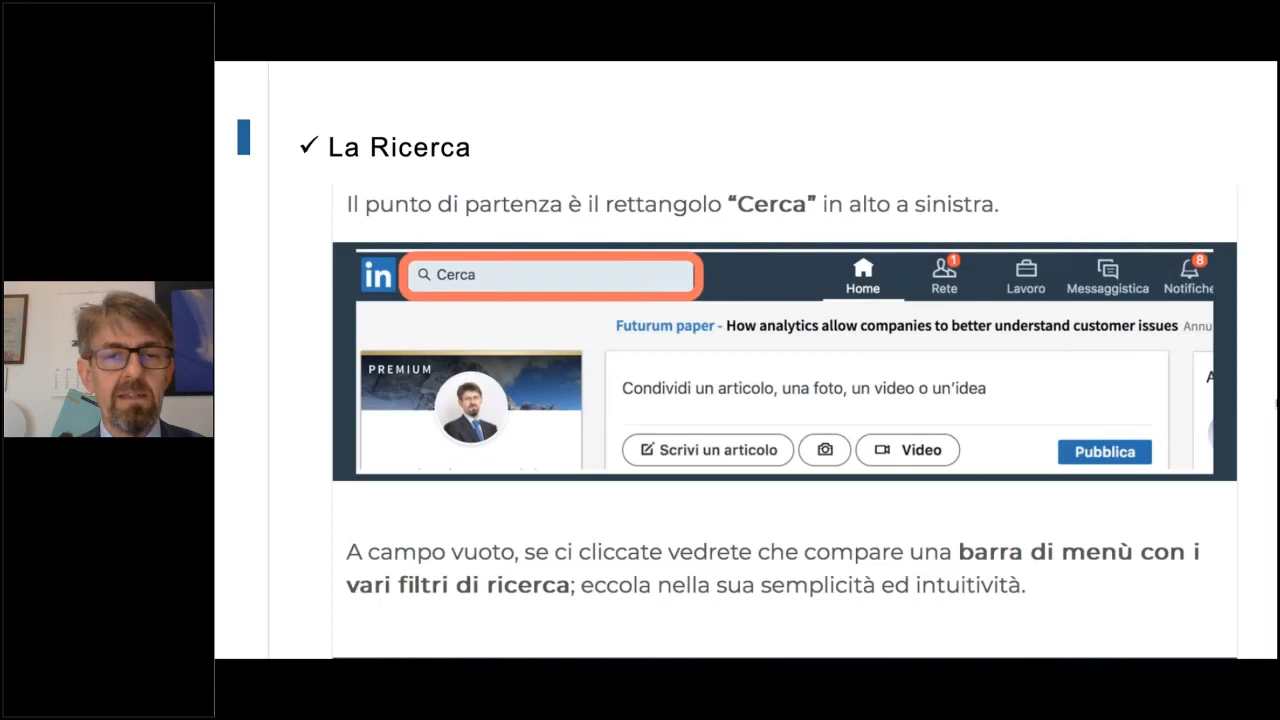 La Ricerca
Il punto di partenza è il rettangolo “Cerca” in alto a sinistra.
in
Cerca
Home
Rete
1
Lavoro
Messaggistica
Notifiche
8
Futurum paper - How analytics allow companies to better understand customer issues Annu
PREMIUM
Condividi un articolo, una foto, un video o un'idea
A
Scrivi un articolo
Video
Pubblica
A campo vuoto, se ci cliccate vedrete che compare una barra di menù con i
vari filtri di ricerca; eccola nella sua semplicità ed intuitività.